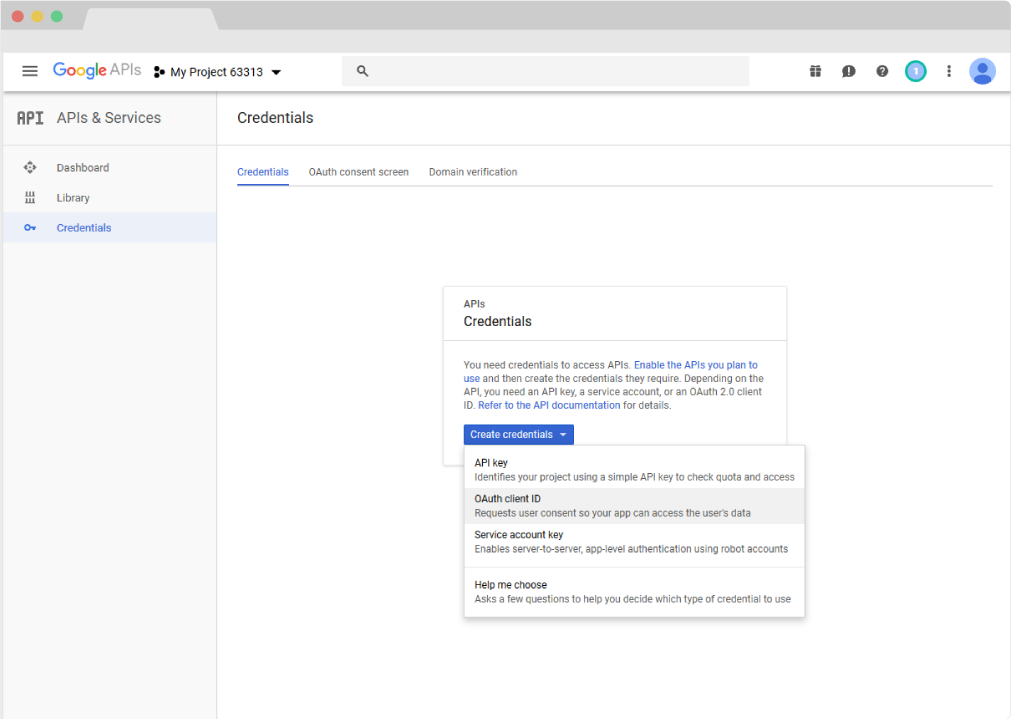 Google APIs
My Project 63313
1
API APIs & Services
Credentials
Dashboard
Library
Credentials
Credentials OAuth consent screen Domain verification
APIs
Credentials
You need credentials to access APIs. Enable the APIs you plan to
use and then create the credentials they require. Depending on the
API, you need an API key, a service account, or an OAuth 2.0 client
ID. Refer to the API documentation for details.
Create credentials
API key
Identifies your project using a simple API key to check quota and access
OAuth client ID
Requests user consent so your app can access the user's data
Service account key
Enables server-to-server, app-level authentication using robot accounts
Help me choose
Asks a few questions to help you decide which type of credential to use